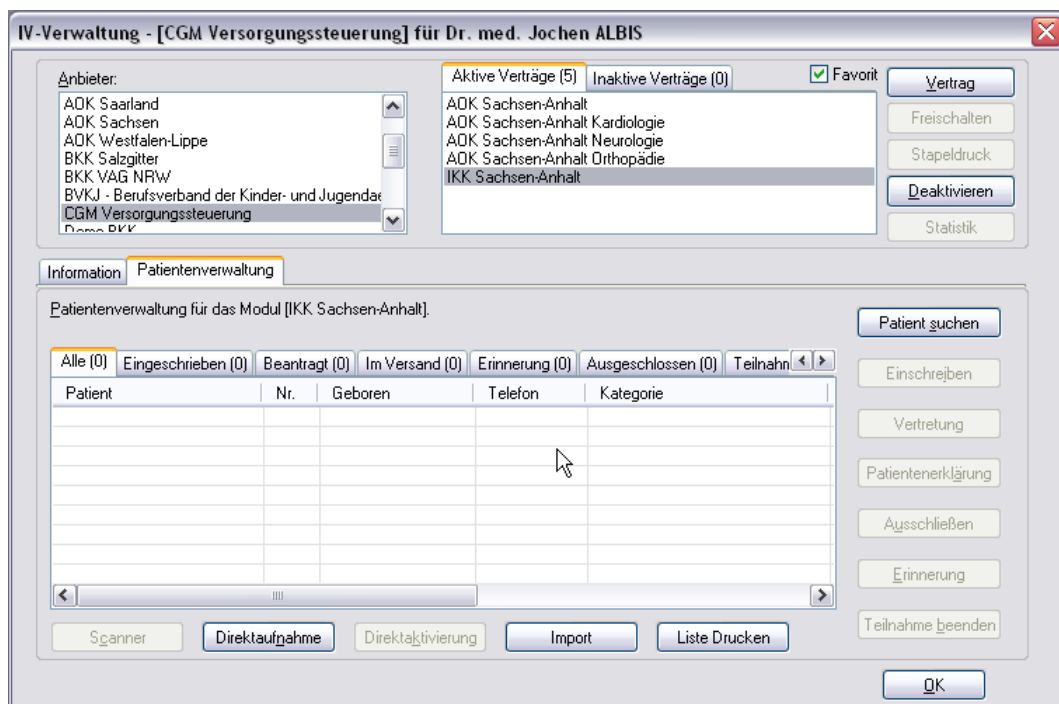 IV-Verwaltung - [CGM Versorgungssteuerung] für Dr. med. Jochen ALBIS
Anbieter:
AOK Saarland
AOK Sachsen
AOK Westfalen-Lippe
BKK Salzgitter
BKK VAG NRW
BVKJ - Berufsverband der Kinder- und Jugendae
CGM Versorgungssteuerung
Demo BKK
Aktive Verträge (5)
Inaktive Verträge (0)
Favorit
AOK Sachsen-Anhalt
AOK Sachsen-Anhalt Kardiologie
AOK Sachsen-Anhalt Neurologie
AOK Sachsen-Anhalt Orthopädie
IKK Sachsen-Anhalt
Vertrag
Freischalten
Stapeldruck
Deaktivieren
Statistik
Information
Patientenverwaltung
Patientenverwaltung für das Modul [IKK Sachsen-Anhalt].
Alle (0)
Eingeschrieben (0)
Beantragt (0)
Im Versand (0)
Erinnerung (0)
Ausgeschlossen (0)
Teilnahm
Patient
Nr.
Geboren
Telefon
Kategorie
Patient suchen
Einschreiben
Vertretung
Patientenerklärung
Ausschließen
Erinnerung
Teilnahme beenden
Scanner
Direktaufnahme
Direktaktivierung
Import
Liste Drucken
OK